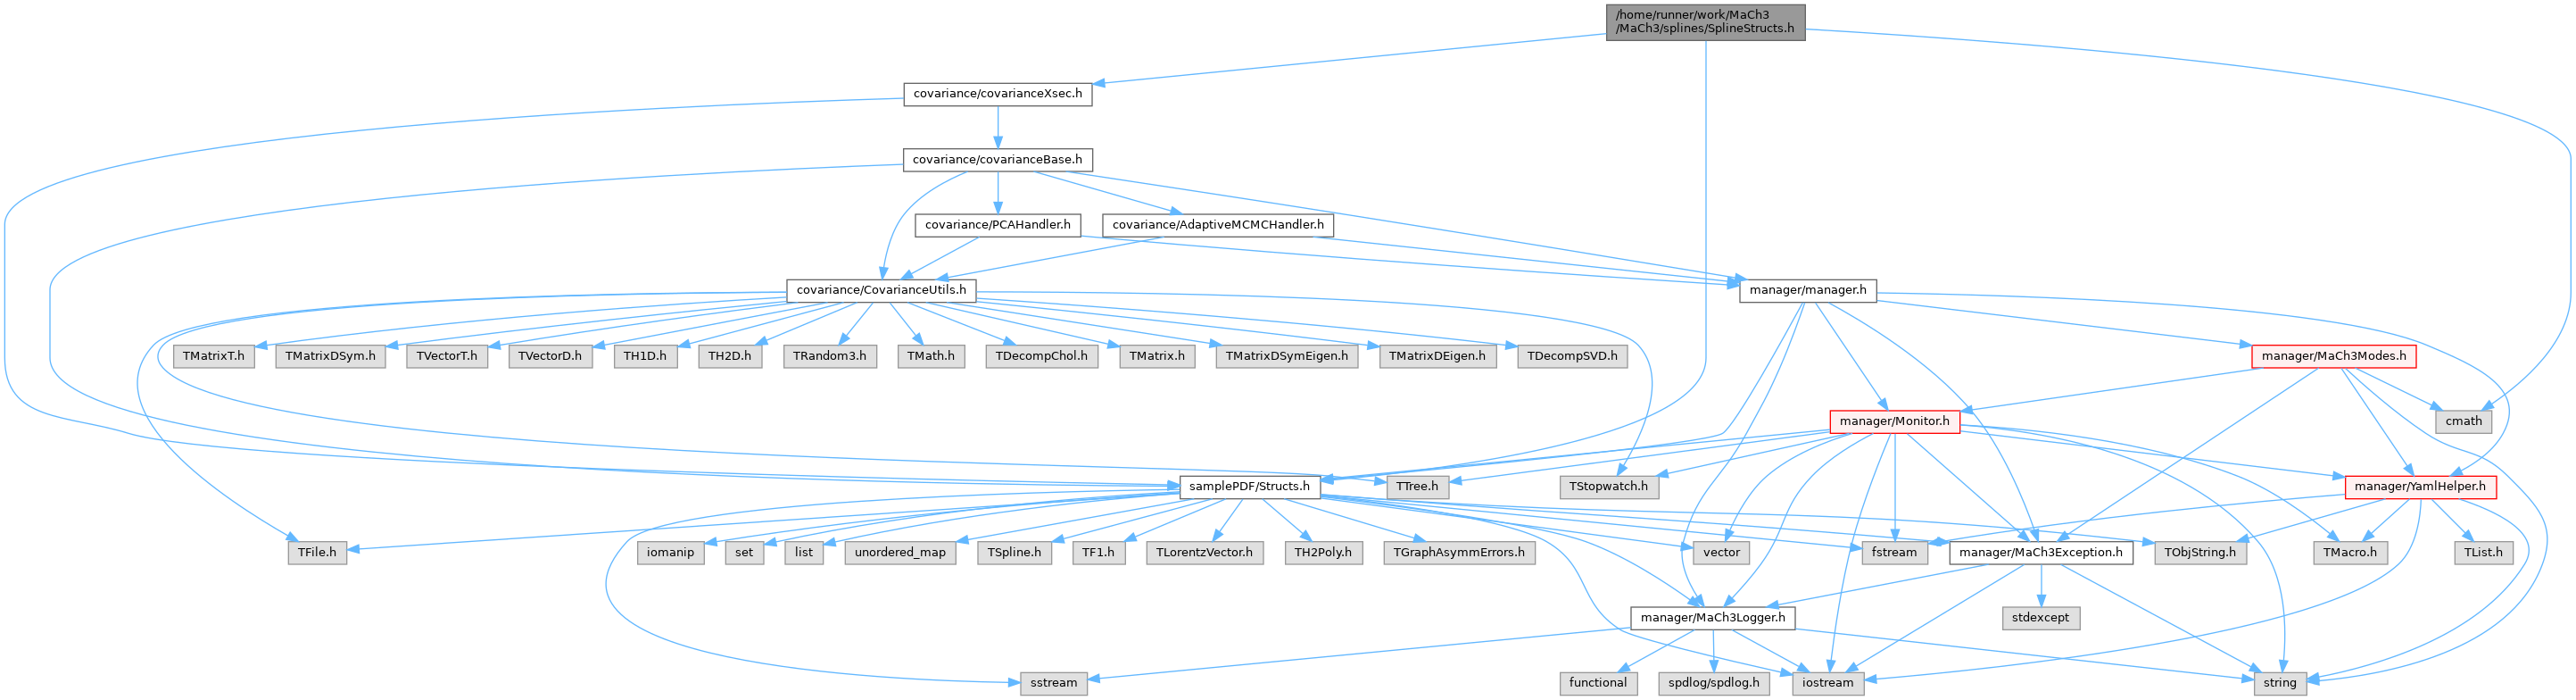 /home/runner/work/MaCh3
/MaCh3/splines/SplineStructs.h
covariance/covarianceXsec.h
covariance/covarianceBase.h
covariance/PCAHandler.h
covariance/AdaptiveMCMCHandler.h
covariance/CovarianceUtils.h
manager/manager.h
TMatrixT.h
TMatrixDSym.h
TVectorT.h
TVectorD.h
TH1D.h
TH2D.h
TRandom3.h
TMath.h
TDecompChol.h
TMatrix.h
TMatrixDSymEigen.h
TMatrixDEigen.h
TDecompSVD.h
manager/MaCh3Modes.h
manager/Monitor.h
cmath
samplePDF/Structs.h
TTree.h
TStopwatch.h
manager/YamlHelper.h
TFile.h
iomanip
set
list
unordered_map
TSpline.h
TF1.h
TLorentzVector.h
TH2Poly.h
TGraphAsymmErrors.h
vector
fstream
manager/MaCh3Exception.h
TObjString.h
TMacro.h
TList.h
manager/MaCh3Logger.h
stdexcept
sstream
functional
spdlog/spdlog.h
iostream
string